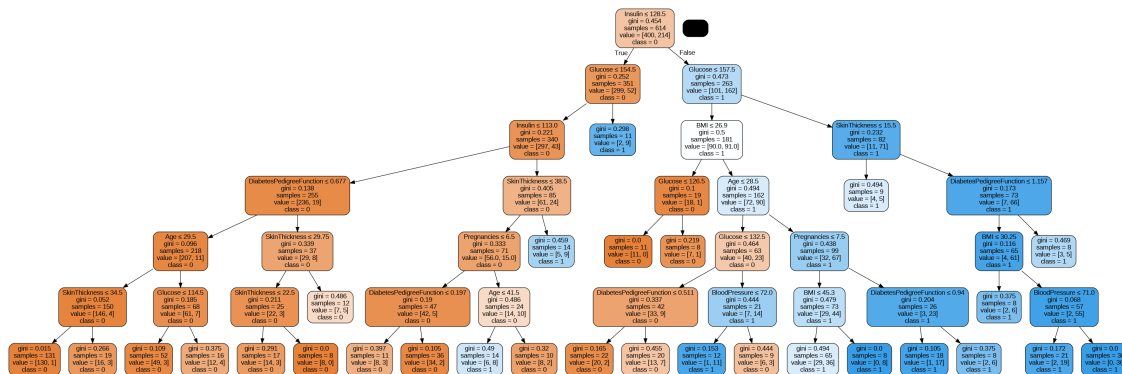 Insulin ≤ 128.5
gini = 0.454
samples = 614
value = [400, 214]
class = 0
True
False
Glucose ≤ 154.5
gini = 0.252
samples = 351
value = [299, 52]
class = 0
Glucose ≤ 157.5
gini = 0.473
samples = 263
value = [101, 162]
class = 1
Insulin ≤ 113.0
gini = 0.221
samples = 340
value = [297, 43]
class = 0
gini = 0.298
samples = 11
value = [2, 9]
class = 1
BMI ≤ 26.9
gini = 0.5
samples = 181
value = [90.0, 91.0]
class = 1
SkinThickness ≤ 15.5
gini = 0.232
samples = 82
value = [11, 71]
class = 1
DiabetesPedigreeFunction ≤ 0.677
gini = 0.138
samples = 255
value = [236, 19]
class = 0
SkinThickness ≤ 38.5
gini = 0.405
samples = 85
value = [61, 24]
class = 0
Glucose ≤ 126.5
gini = 0.1
samples = 19
value = [18, 1]
class = 0
Age ≤ 28.5
gini = 0.494
samples = 162
value = [72, 90]
class = 1
gini = 0.494
samples = 9
value = [4, 5]
class = 1
DiabetesPedigreeFunction ≤ 1.157
gini = 0.173
samples = 73
value = [7, 66]
class = 1
Age ≤ 29.5
gini = 0.096
samples = 218
value = [207, 11]
class = 0
SkinThickness ≤ 29.75
gini = 0.339
samples = 37
value = [29, 8]
class = 0
Pregnancies ≤ 6.5
gini = 0.333
samples = 71
value = [56.0, 15.0]
class = 0
gini = 0.459
samples = 14
value = [5, 9]
class = 1
gini = 0.0
samples = 11
value = [11, 0]
class = 0
gini = 0.219
samples = 8
value = [7, 1]
class = 0
Glucose ≤ 132.5
gini = 0.464
samples = 63
value = [40, 23]
class = 0
Pregnancies ≤ 7.5
gini = 0.438
samples = 99
value = [32, 67]
class = 1
BMI ≤ 30.25
gini = 0.116
samples = 65
value = [4, 61]
class = 1
gini = 0.469
samples = 8
value = [3, 5]
class = 1
SkinThickness ≤ 34.5
gini = 0.052
samples = 150
value = [146, 4]
class = 0
Glucose ≤ 114.5
gini = 0.185
samples = 68
value = [61, 7]
class = 0
SkinThickness ≤ 22.5
gini = 0.211
samples = 25
value = [22, 3]
class = 0
gini = 0.486
samples = 12
value = [7, 5]
class = 0
DiabetesPedigreeFunction ≤ 0.197
gini = 0.19
samples = 47
value = [42, 5]
class = 0
Age ≤ 41.5
gini = 0.486
samples = 24
value = [14, 10]
class = 0
DiabetesPedigreeFunction ≤ 0.511
gini = 0.337
samples = 42
value = [33, 9]
class = 0
BloodPressure ≤ 72.0
gini = 0.444
samples = 21
value = [7, 14]
class = 1
BMI ≤ 45.3
gini = 0.479
samples = 73
value = [29, 44]
class = 1
DiabetesPedigreeFunction ≤ 0.94
gini = 0.204
samples = 26
value = [3, 23]
class = 1
gini = 0.375
samples = 8
value = [2, 6]
class = 1
BloodPressure ≤ 71.0
gini = 0.068
samples = 57
value = [2, 55]
class = 1
gini = 0.015
samples = 131
value = [130, 1]
class = 0
gini = 0.266
samples = 19
value = [16, 3]
class = 0
gini = 0.109
samples = 52
value = [49, 3]
class = 0
gini = 0.375
samples = 16
value = [12, 4]
class = 0
gini = 0.291
samples = 17
value = [14, 3]
class = 0
gini = 0.0
samples = 8
value = [8, 0]
class = 0
gini = 0.397
samples = 11
value = [8, 3]
class = 0
gini = 0.105
samples = 36
value = [34, 2]
class = 0
gini = 0.49
samples = 14
value = [6, 8]
class = 1
gini = 0.32
samples = 10
value = [8, 2]
class = 0
gini = 0.165
samples = 22
value = [20, 2]
class = 0
gini = 0.455
samples = 20
value = [13, 7]
class = 0
gini = 0.153
samples = 12
value = [1, 11]
class = 1
gini = 0.444
samples = 9
value = [6, 3]
class = 0
gini = 0.494
samples = 65
value = [29, 36]
class = 1
gini = 0.0
samples = 8
value = [0, 8]
class = 1
gini = 0.105
samples = 18
value = [1, 17]
class = 1
gini = 0.375
samples = 8
value = [2, 6]
class = 1
gini = 0.172
samples = 21
value = [2, 19]
class = 1
gini = 0.0
class = 1